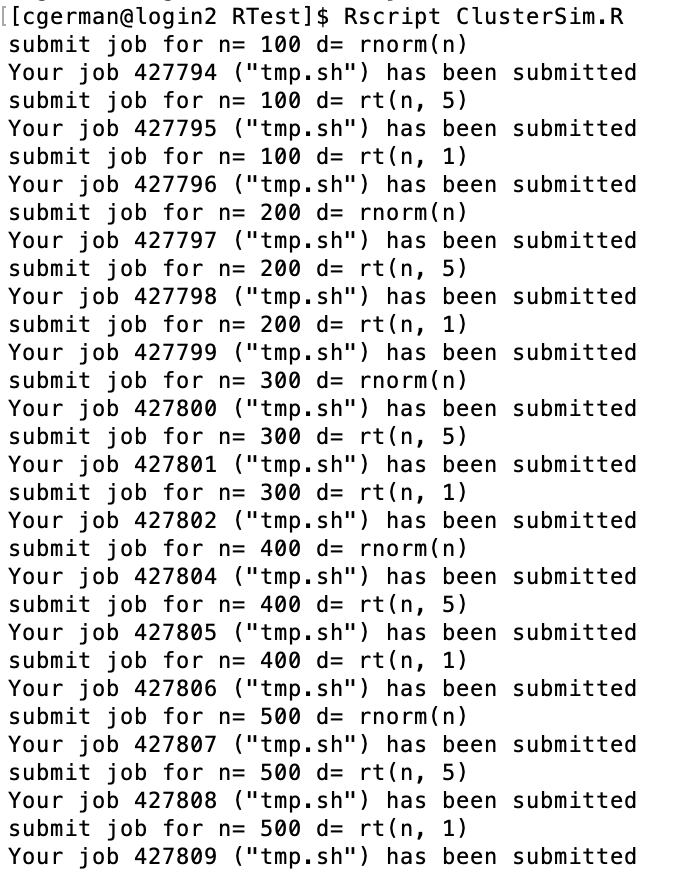 [[cgerman@login2 RTest]$ Rscript ClusterSim.R
submit job for n= 100 d= rnorm(n)
Your job 427794 ("tmp.sh") has been submitted
submit job for n= 100 d= rt(n, 5)
Your job 427795 ("tmp.sh") has been submitted
submit job for n= 100 d= rt(n, 1)
Your job 427796 ("tmp.sh") has been submitted
submit job for n= 200 d= rnorm(n)
Your job 427797 ("tmp.sh") has been submitted
submit job for n= 200 d= rt(n, 5)
Your job 427798 ("tmp.sh") has been submitted
submit job for n= 200 d= rt(n, 1)
Your job 427799 ("tmp.sh") has been submitted
submit job for n= 300 d= rnorm(n)
Your job 427800 ("tmp.sh") has been submitted
submit job for n= 300 d= rt(n, 5)
Your job 427801 ("tmp.sh") has been submitted
submit job for n= 300 d= rt(n, 1)
Your job 427802 ("tmp.sh") has been submitted
submit job for n= 400 d= rnorm(n)
Your job 427804 ("tmp.sh") has been submitted
submit job for n= 400 d= rt(n, 5)
Your job 427805 ("tmp.sh") has been submitted
submit job for n= 400 d= rt(n, 1)
Your job 427806 ("tmp.sh") has been submitted
submit job for n= 500 d= rnorm(n)
Your job 427807 ("tmp.sh") has been submitted
submit job for n= 500 d= rt(n, 5)
Your job 427808 ("tmp.sh") has been submitted
submit job for n= 500 d= rt(n, 1)
Your job 427809 ("tmp.sh") has been submitted